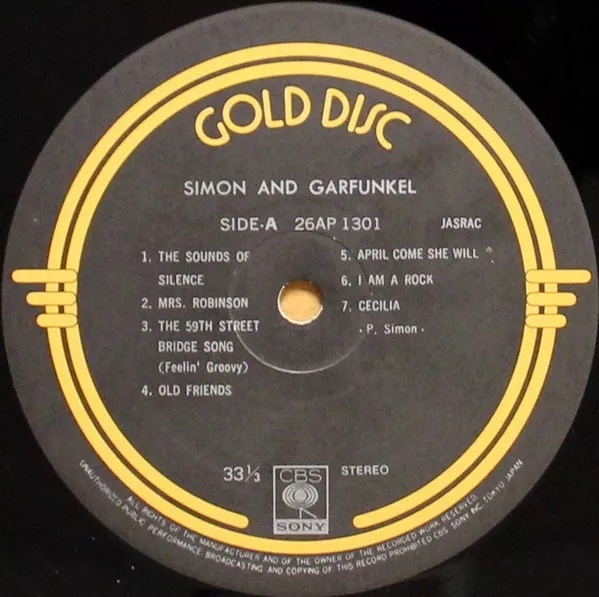 GOLD DISC
SIMON AND GARFUNKEL
SIDE·A 26AP 1301 JASRAC
1. THE SOUNDS OF
SILENCE
2. MRS. ROBINSON
3. THE 59TH STREET
BRIDGE SONG
(Feelin' Groovy)
4. OLD FRIENDS
5. APRIL COME SHE WILL
6. I AM A ROCK
7. CECILIA
· P. Simon ·
33⅓ CBS STEREO
SONY
ALL RIGHTS OF THE MANUFACTURER AND OF THE OWNER OF THE RECORDED WORK RESERVED.
UNAUTHORIZED PUBLIC PERFORMANCE, BROADCASTING AND COPYING OF THIS RECORD PROHIBITED CBS SONY INC. TOKYO JAPAN